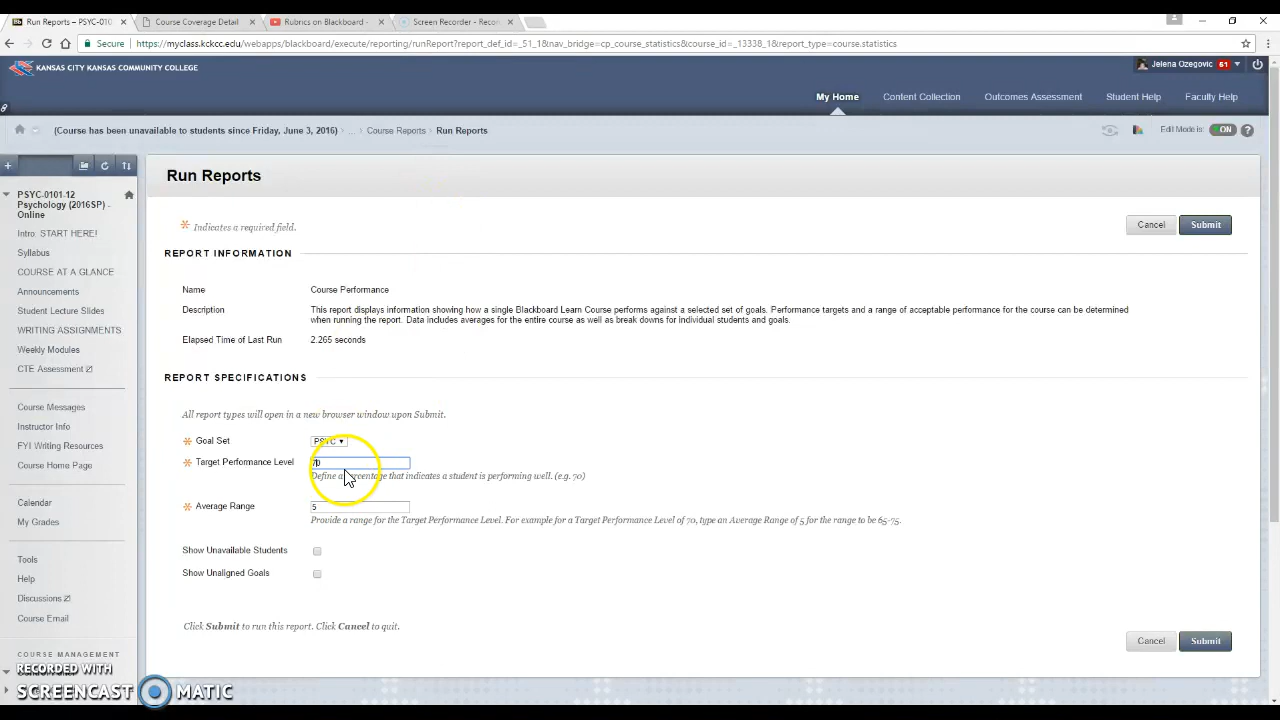 Run Reports – PSYC-010
Course Coverage Detail
Rubrics on Blackboard -
Screen Recorder - Record
Secure
https://myclass.kckcc.edu/webapps/blackboard/execute/reporting/runReport?report_def_id=_51_1&nav_bridge=cp_course_statistics&course_id=_13338_1&report_type=course.statistics
KANSAS CITY KANSAS COMMUNITY COLLEGE
Jelena Ozegovic 51
My Home
Content Collection
Outcomes Assessment
Student Help
Faculty Help
(Course has been unavailable to students since Friday, June 3, 2016)
...
Course Reports
Run Reports
Edit Mode is:
ON
?
PSYC-0101-12
Psychology (2016SP) -
Online
Intro: START HERE!
Syllabus
COURSE AT A GLANCE
Announcements
Student Lecture Slides
WRITING ASSIGNMENTS
Weekly Modules
CTE Assessment
Course Messages
Instructor Info
FYI Writing Resources
Course Home Page
Calendar
My Grades
Tools
Help
Discussions
Course Email
COURSE MANAGEMENT
Run Reports
* Indicates a required field.
Cancel
Submit
REPORT INFORMATION
Name
Course Performance
Description
This report displays information showing how a single Blackboard Learn Course performs against a selected set of goals. Performance targets and a range of acceptable performance for the course can be determined
when running the report. Data includes averages for the entire course as well as break downs for individual students and goals.
Elapsed Time of Last Run
2.265 seconds
REPORT SPECIFICATIONS
All report types will open in a new browser window upon Submit.
* Goal Set
PSYC
* Target Performance Level
70
Define a percentage that indicates a student is performing well. (e.g. 70)
* Average Range
5
Provide a range for the Target Performance Level. For example for a Target Performance Level of 70, type an Average Range of 5 for the range to be 65-75.
Show Unavailable Students
Show Unaligned Goals
Click Submit to run this report. Click Cancel to quit.
Cancel
Submit
RECORDED WITH
SCREENCAST MATIC